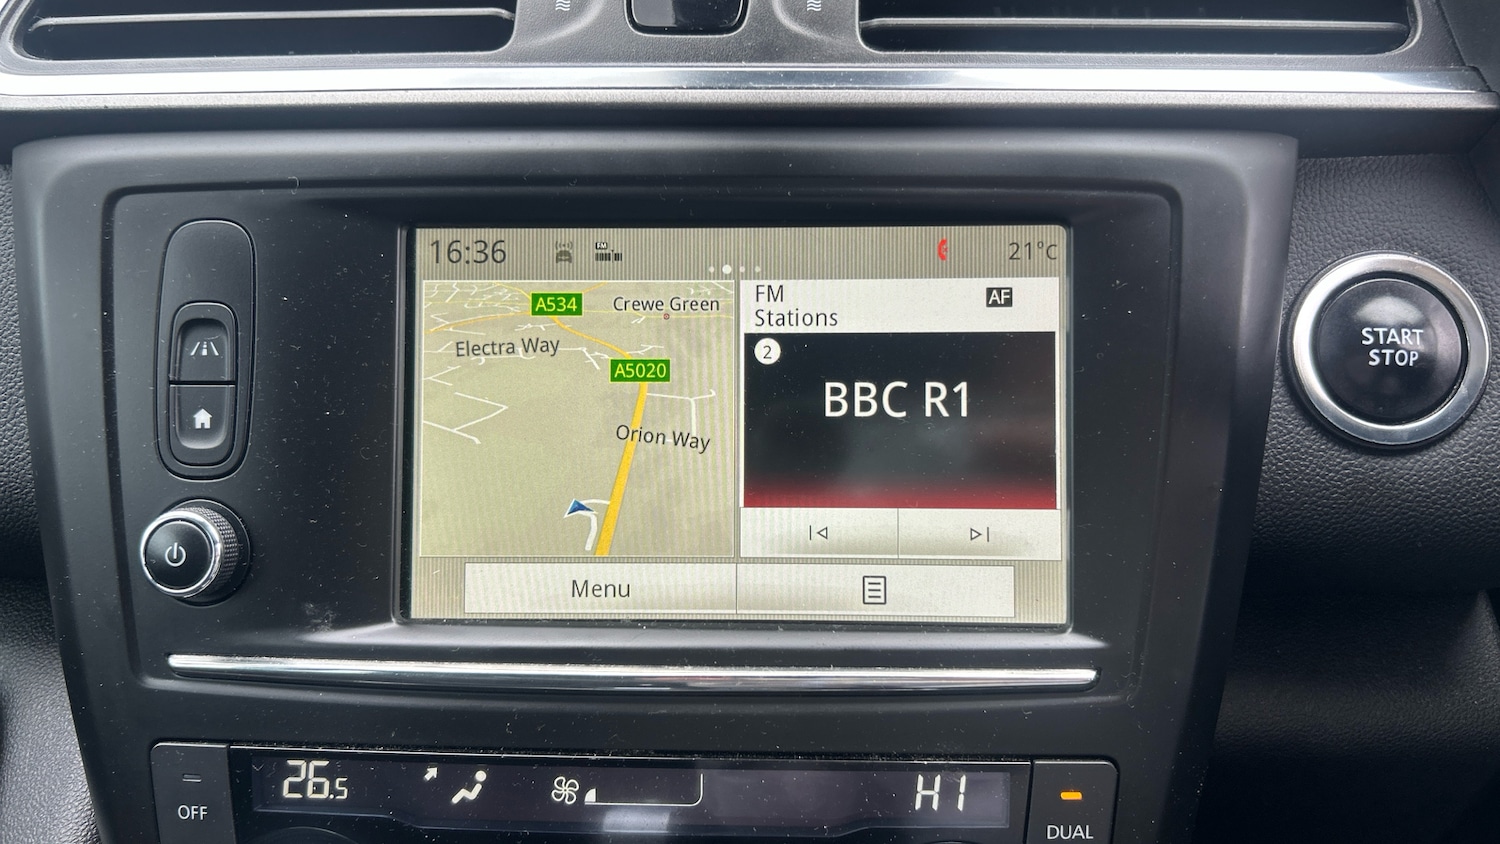 16:36
FM
21°C
A534
Crewe Green
Electra Way
A5020
Orion Way
FM
Stations
AF
2
BBC R1
Menu
START
STOP
26.5
HI
OFF
DUAL